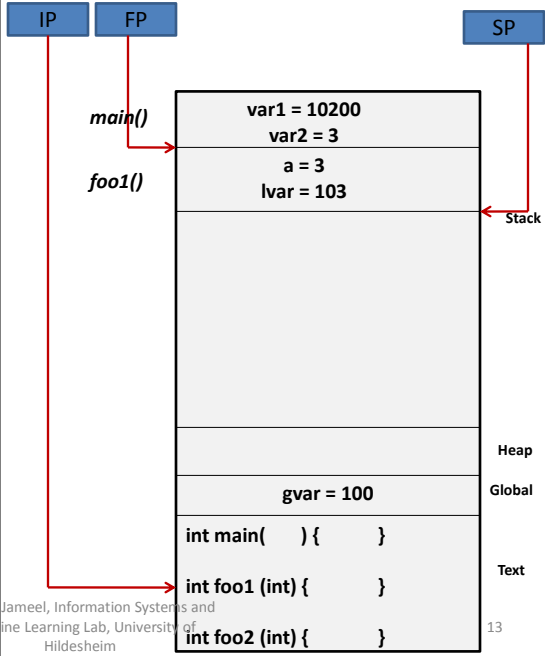 IP
FP
SP
main()
var1 = 10200
var2 = 3
foo1()
a = 3
lvar = 103
Stack
Heap
gvar = 100
Global
int main( ) { }
Text
int foo1 (int) { }
Jameel, Information Systems and
ine Learning Lab, University of
Hildesheim
13
int foo2 (int) { }